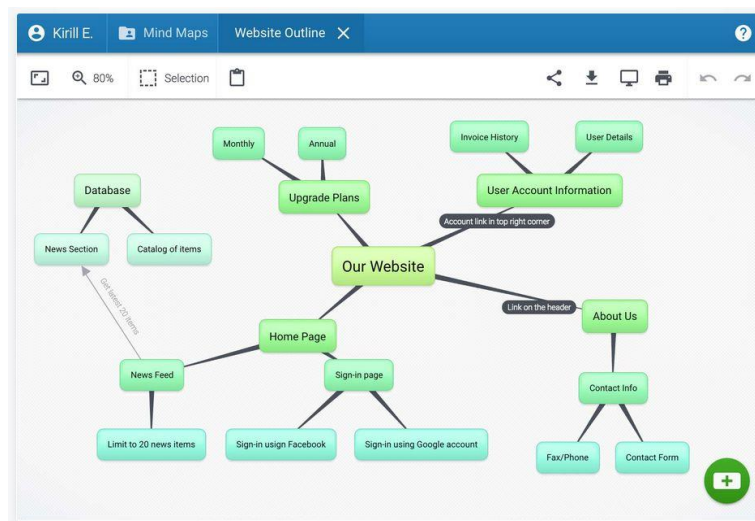 Kirill E.
Mind Maps
Website Outline
80%
Selection
Monthly
Annual
Invoice History
User Details
Database
Upgrade Plans
User Account Information
Account link in top right corner
News Section
Catalog of items
Our Website
Get latest 20 items
Link on the header
About Us
Home Page
News Feed
Sign-in page
Contact Info
Limit to 20 news items
Sign-in usign Facebook
Sign-in using Google account
Fax/Phone
Contact Form